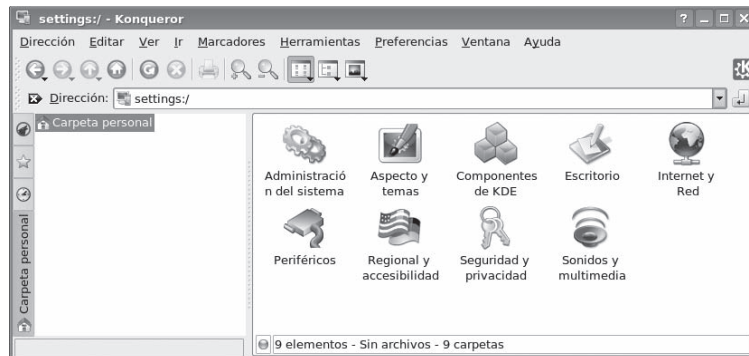 settings:/ - Konqueror
Dirección Editar Ver Ir Marcadores Herramientas Preferencias Ventana Ayuda
Dirección: settings:/
Carpeta personal
Carpeta personal
Administració
n del sistema
Aspecto y
temas
Componentes
de KDE
Escritorio
Internet y
Red
Periféricos
Regional y
accesibilidad
Seguridad y
privacidad
Sonidos y
multimedia
9 elementos - Sin archivos - 9 carpetas